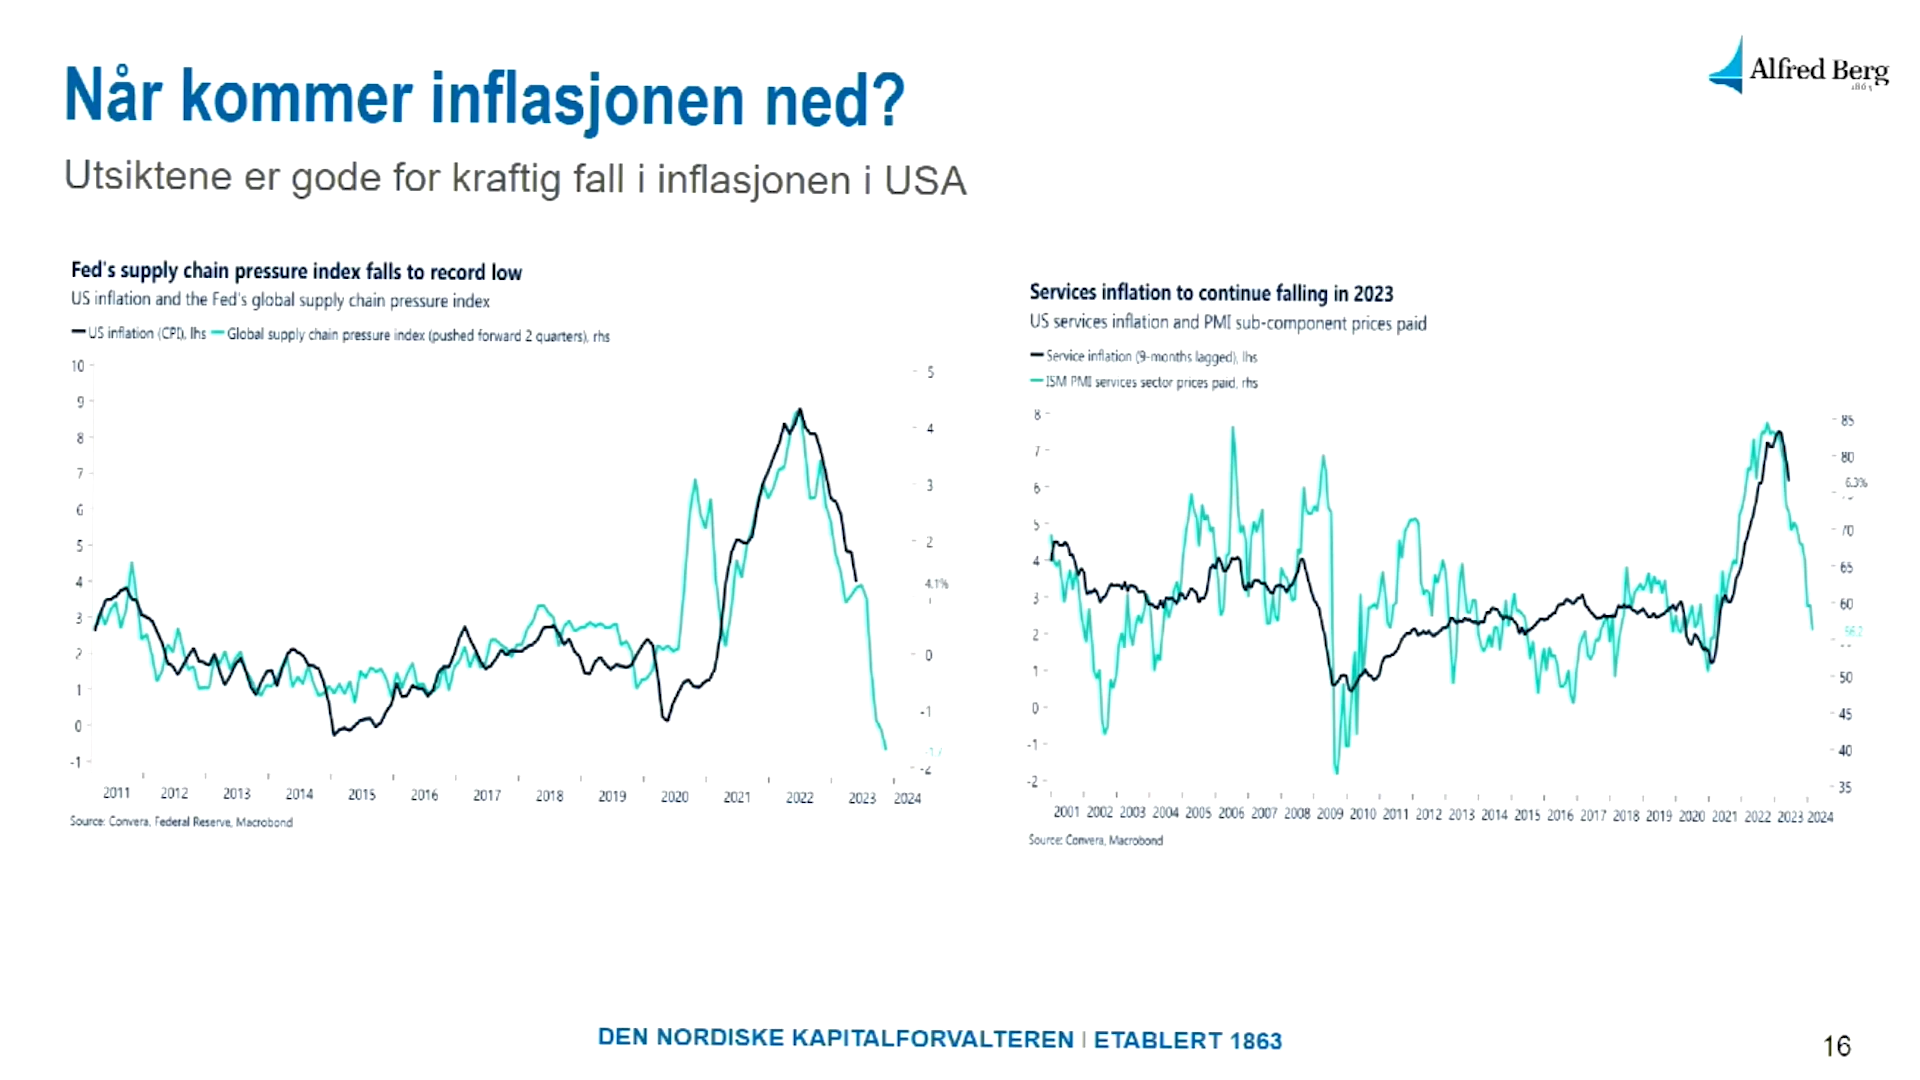 Når kommer inflasjonen ned?
Alfred Berg
Utsiktene er gode for kraftig fall i inflasjonen i USA
Fed's supply chain pressure index falls to record low
US inflation and the Fed's global supply chain pressure index
US inflation (CPI), lhs Global supply chain pressure index (pushed forward 2 quarters), rhs
10
9
8
7
6
5
4
3
2
1
0
-1
5
4
3
2
4.1%
0
-1
-2
2011 2012 2013 2014 2015 2016 2017 2018 2019 2020 2021 2022 2023 2024
Source: Convera, Federal Reserve, Macrobond
Services inflation to continue falling in 2023
US services inflation and PMI sub-component prices paid
Service inflation (9-months lagged), lhs
ISM PMI services sector prices paid, rhs
8
7
6
5
4
3
2
1
0
-1
-2
85
80
6.3%
70
65
60
56.2
50
45
40
35
2001 2002 2003 2004 2005 2006 2007 2008 2009 2010 2011 2012 2013 2014 2015 2016 2017 2018 2019 2020 2021 2022 2023 2024
Source: Convera, Macrobond
DEN NORDISKE KAPITALFORVALTEREN | ETABLERT 1863
16